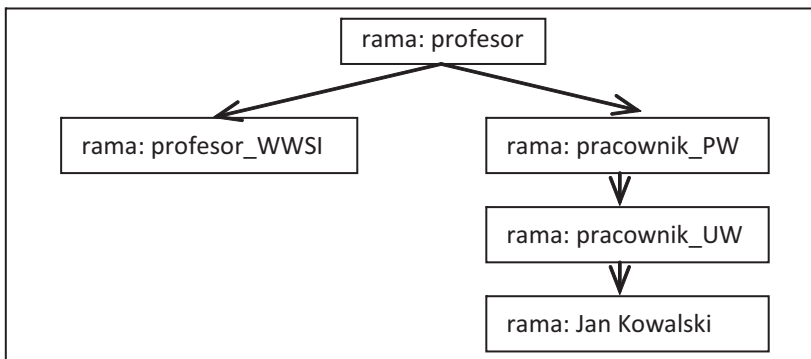 rama: profesor
rama: profesor_WWSI
rama: pracownik_PW
rama: pracownik_UW
rama: Jan Kowalski